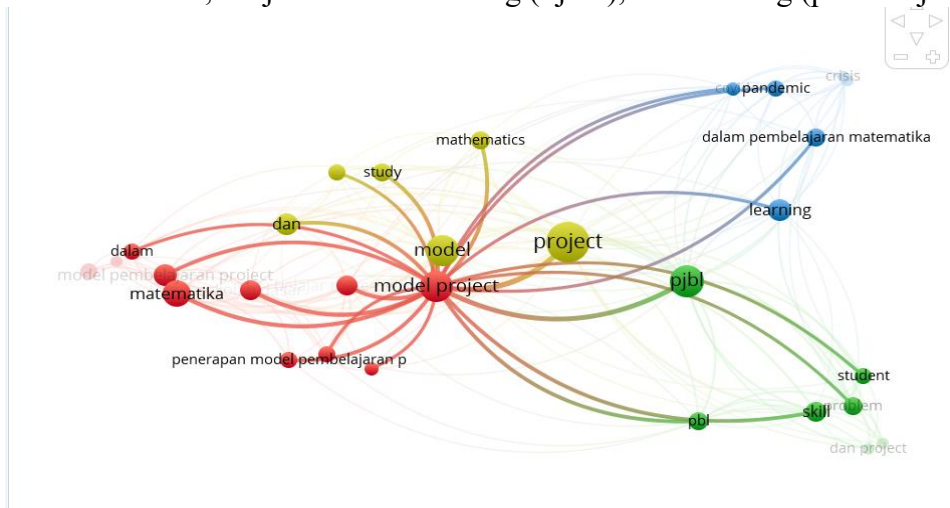 crisis
pandemic
dalam pembelajaran matematika
mathematics
study
learning
dan
project
dalam
model
model pembelajaran project
pjbl
model project
matematika
penerapan model pembelajaran p
student
problem
skill
pbl
dan project